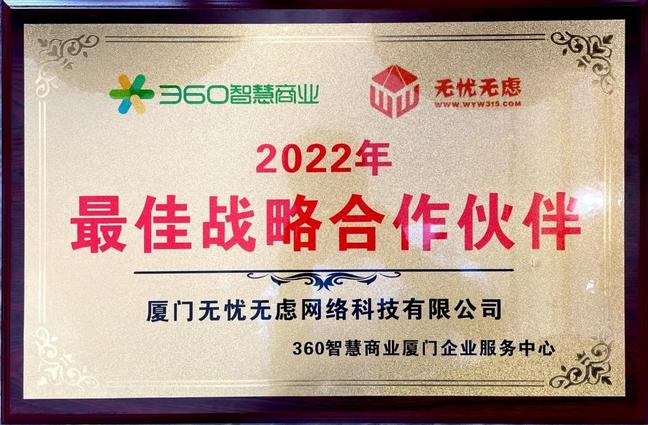 360智慧商业
无忧无虑
WWW.WYW315.COM
2022年
最佳战略合作伙伴
厦门无忧无虑网络科技有限公司
360智慧商业厦门企业服务中心